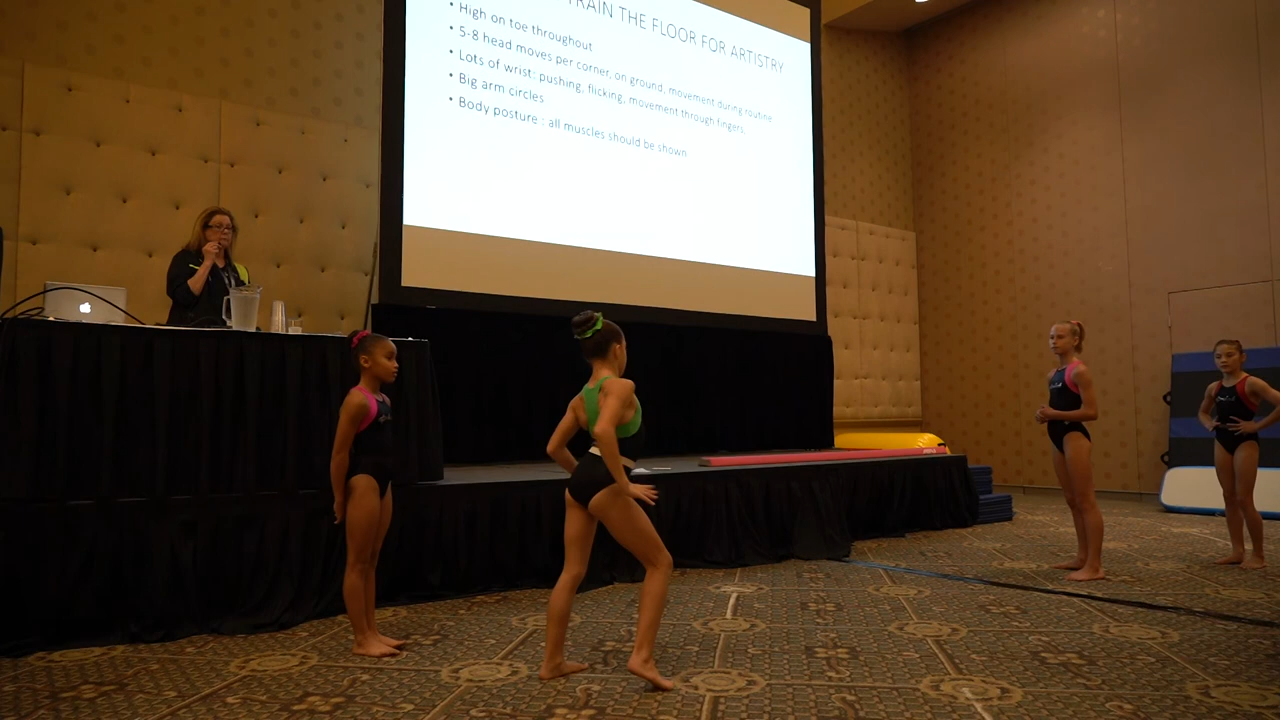 TRAIN THE FLOOR FOR ARTISTRY
• High on toe throughout
• 5-8 head moves per corner, on ground, movement during routine
• Lots of wrist: pushing, flicking, movement through fingers,
• Big arm circles
• Body posture : all muscles should be shown